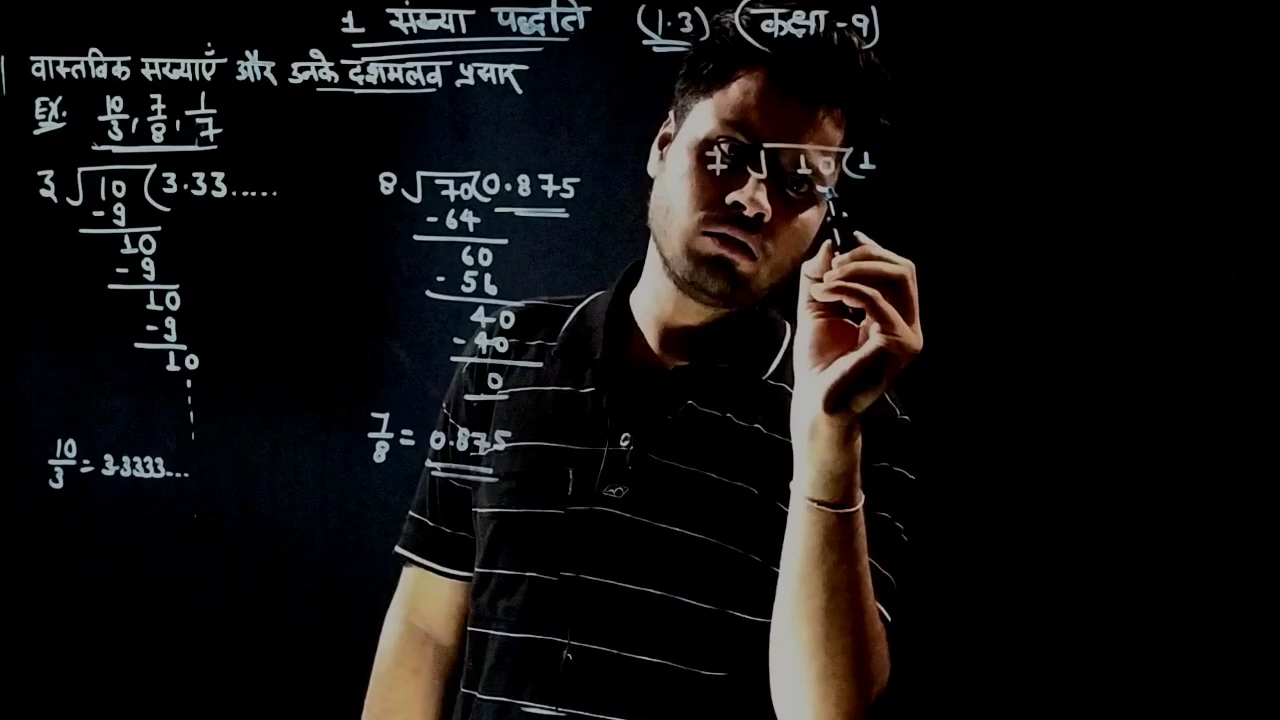 1 संख्या पद्धति (1.3) (कक्षा -9)
वास्तविक संख्याएँ और उनके दशमलव प्रसार
Ex. 10/3, 7/8, 1/7
3 √10 ( 3.33......
-9
10
-9
10
-9
10
10/3 = 3.3333...
8 √70 ( 0.875
-64
60
-56
40
-40
0
7/8 = 0.875
7 √10 ( 1